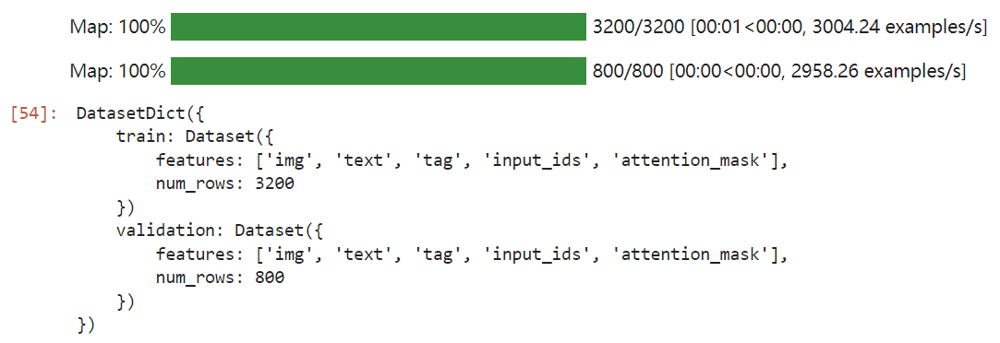 Map: 100% 3200/3200 [00:01<00:00, 3004.24 examples/s]
Map: 100% 800/800 [00:00<00:00, 2958.26 examples/s]
[54]: DatasetDict({
    train: Dataset({
        features: ['img', 'text', 'tag', 'input_ids', 'attention_mask'],
        num_rows: 3200
    })
    validation: Dataset({
        features: ['img', 'text', 'tag', 'input_ids', 'attention_mask'],
        num_rows: 800
    })
})